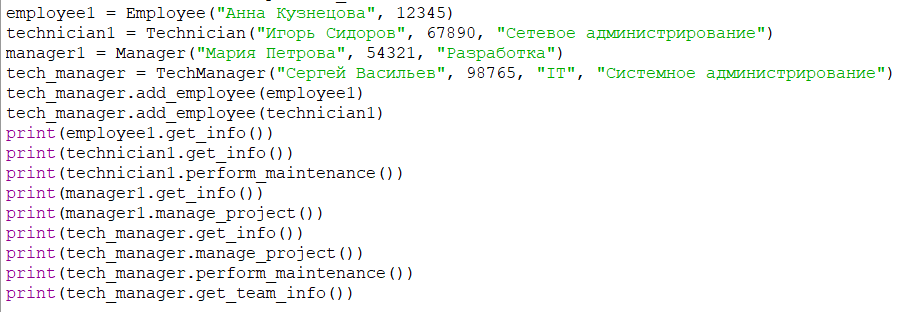 employee1 = Employee("Анна Кузнецова", 12345)
technician1 = Technician("Игорь Сидоров", 67890, "Сетевое администрирование")
manager1 = Manager("Мария Петрова", 54321, "Разработка")
tech_manager = TechManager("Сергей Васильев", 98765, "IT", "Системное администрирование")
tech_manager.add_employee(employee1)
tech_manager.add_employee(technician1)
print(employee1.get_info())
print(technician1.get_info())
print(technician1.perform_maintenance())
print(manager1.get_info())
print(manager1.manage_project())
print(tech_manager.get_info())
print(tech_manager.manage_project())
print(tech_manager.perform_maintenance())
print(tech_manager.get_team_info())